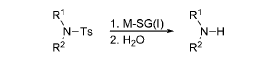 R¹ R¹
N-Ts 1. M-SG(I) N-H
R² 2. H₂O R²